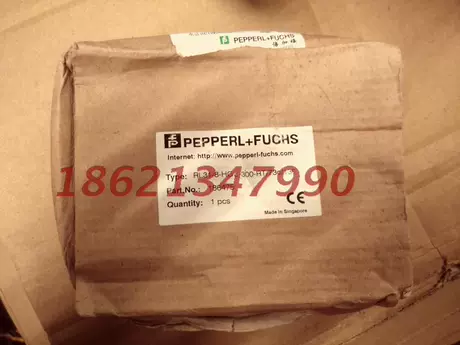 PEPPERL+FUCHS
PEPPERL+FUCHS
Internet: http://www.pepperl-fuchs.com
Type:
18621347990
Part.No.:
Quantity: 1 pcs
CE
Made in Singapore